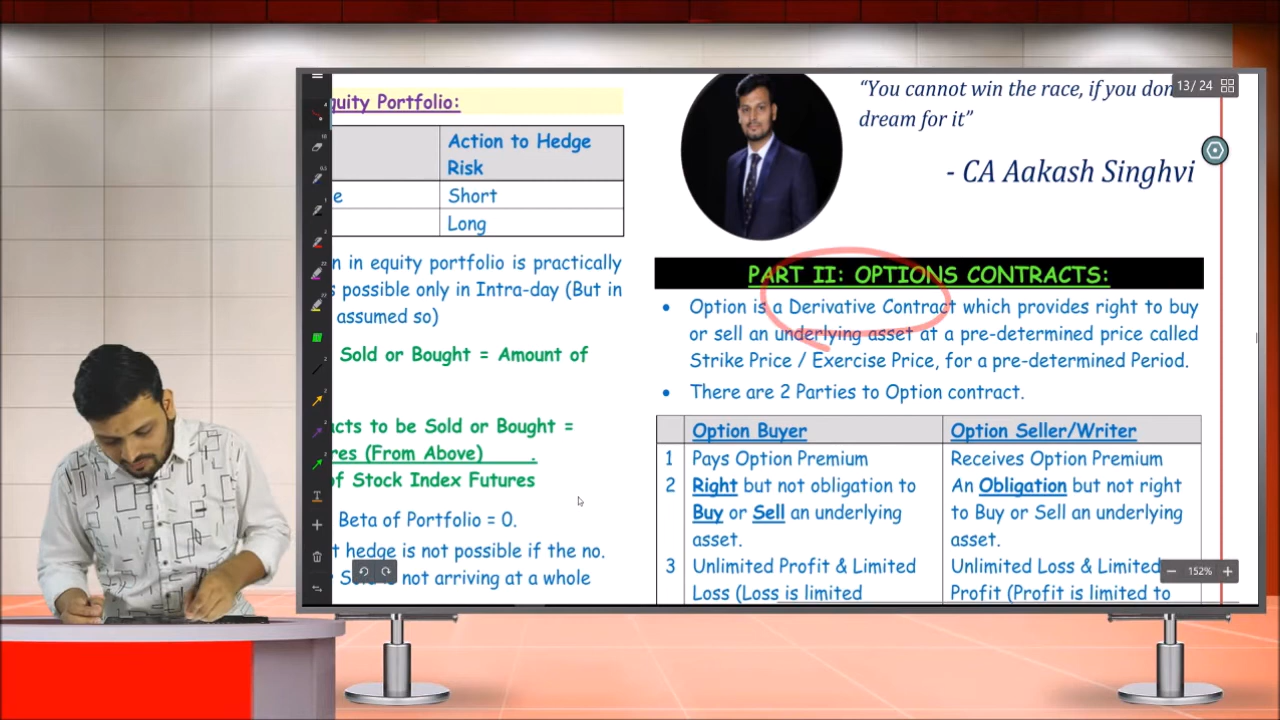 quity Portfolio:
Action to Hedge
Risk
e
Short
Long
n in equity portfolio is practically
s possible only in Intra-day (But in
assumed so)
Sold or Bought = Amount of
acts to be Sold or Bought =
res (From Above) .
of Stock Index Futures
Beta of Portfolio = 0.
t hedge is not possible if the no.
not arriving at a whole
13/24
“You cannot win the race, if you don
dream for it”
- CA Aakash Singhvi
PART II: OPTIONS CONTRACTS:
• Option is a Derivative Contract which provides right to buy
or sell an underlying asset at a pre-determined price called
Strike Price / Exercise Price, for a pre-determined Period.
• There are 2 Parties to Option contract.
Option Buyer Option Seller/Writer
1 Pays Option Premium Receives Option Premium
2 Right but not obligation to An Obligation but not right
Buy or Sell an underlying to Buy or Sell an underlying
asset. asset.
3 Unlimited Profit & Limited Unlimited Loss & Limited
Loss (Loss is limited Profit (Profit is limited to
152%